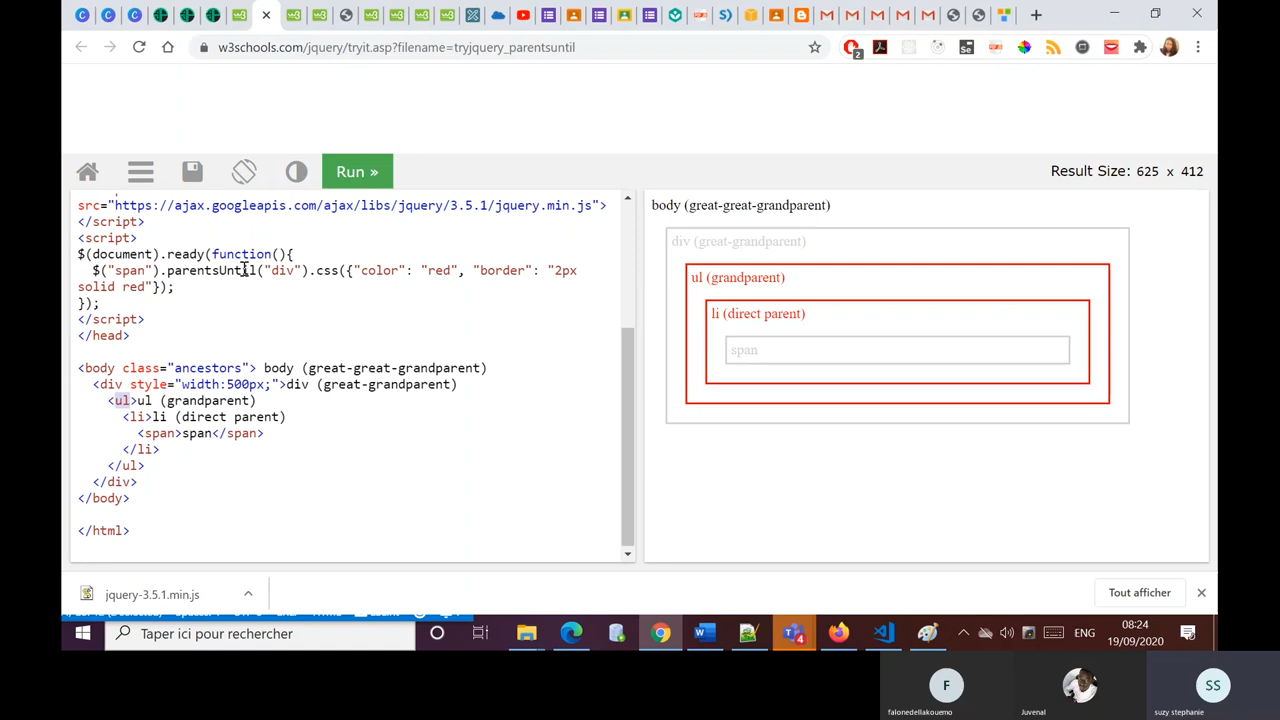 w3schools.com/jquery/tryit.asp?filename=tryjquery_parentsuntil
2
Run »
Result Size: 625 x 412
src="https://ajax.googleapis.com/ajax/libs/jquery/3.5.1/jquery.min.js">
</script>
<script>
$(document).ready(function(){
  $("span").parentsUntil("div").css({"color": "red", "border": "2px
solid red"});
});
</script>
</head>
<body class="ancestors"> body (great-great-grandparent)
  <div style="width:500px;">div (great-grandparent)
    <ul>ul (grandparent)
      <li>li (direct parent)
        <span>span</span>
      </li>
    </ul>
  </div>
</body>
</html>
body (great-great-grandparent)
div (great-grandparent)
ul (grandparent)
li (direct parent)
span
jquery-3.5.1.min.js
Tout afficher
Taper ici pour rechercher
4
ENG
08:24
19/09/2020
F
falonedellakouemo
Juvenal
SS
suzy stephanie